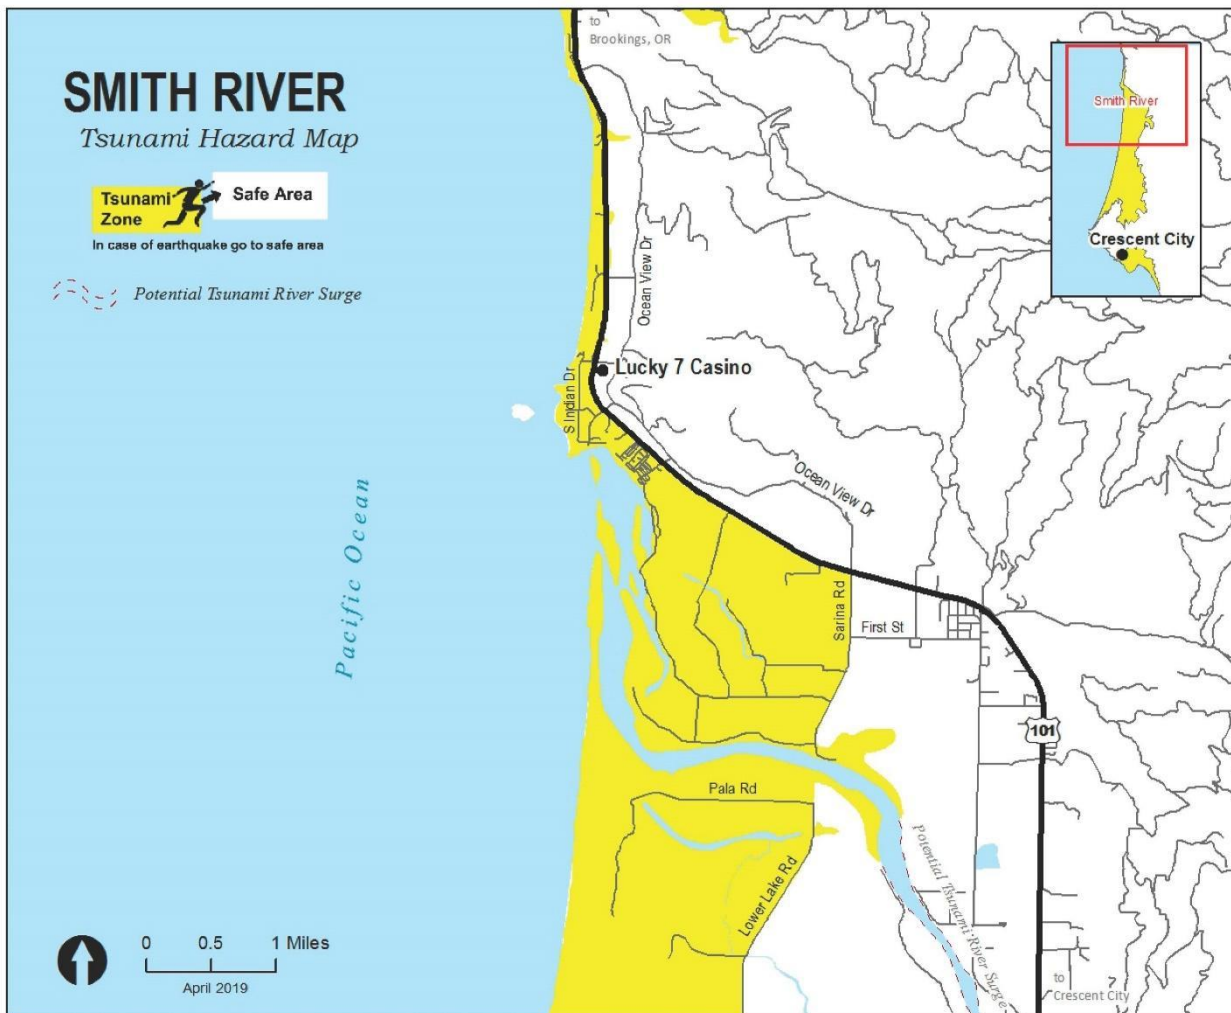 SMITH RIVER
Tsunami Hazard Map
Tsunami
Zone
Safe Area
In case of earthquake go to safe area
Potential Tsunami River Surge
to
Brookings, OR
Smith River
Crescent City
Ocean View Dr
Lucky 7 Casino
S Indian Dr
Ocean View Dr
Pacific Ocean
Sarina Rd
First St
101
Pala Rd
Lower Lake Rd
Potential Tsunami River Surge
to
Crescent City
0 0.5 1 Miles
April 2019